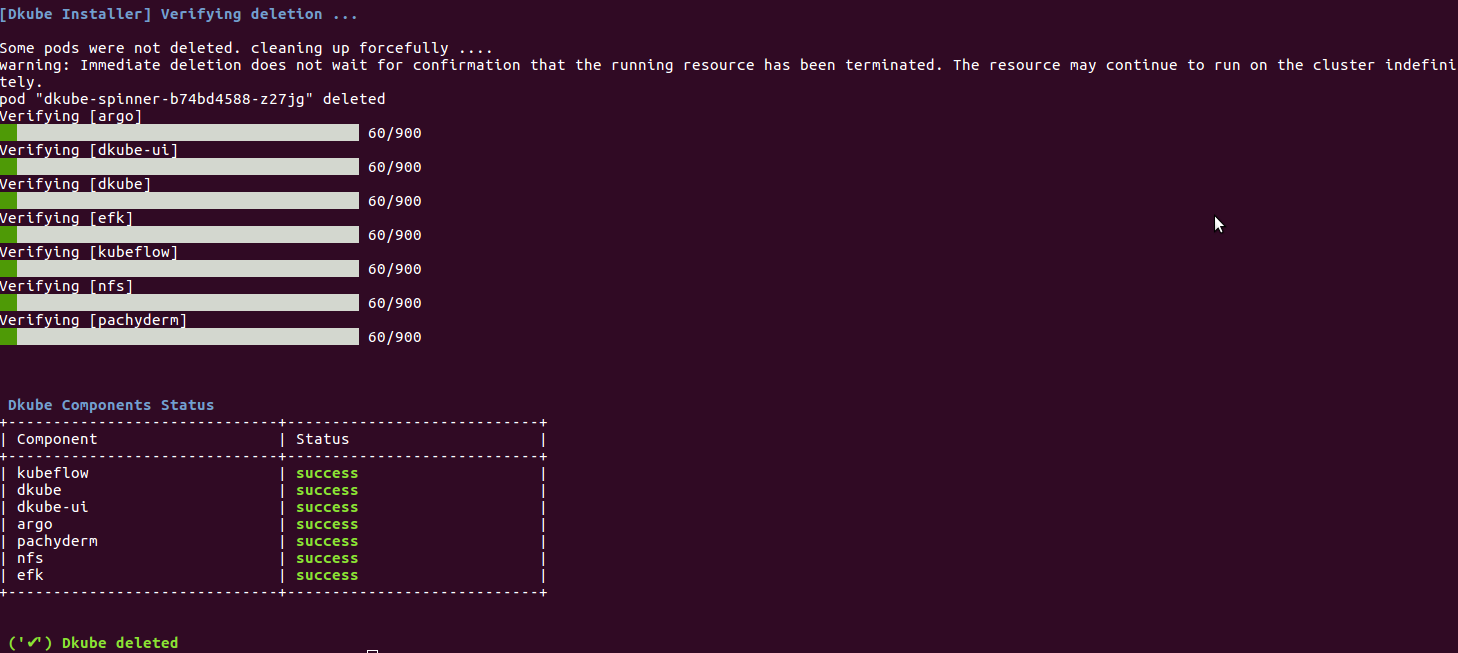 [Dkube Installer] Verifying deletion ...
Some pods were not deleted. cleaning up forcefully ....
warning: Immediate deletion does not wait for confirmation that the running resource has been terminated. The resource may continue to run on the cluster indefini
tely.
pod "dkube-spinner-b74bd4588-z27jg" deleted
Verifying [argo]
60/900
Verifying [dkube-ui]
60/900
Verifying [dkube]
60/900
Verifying [efk]
60/900
Verifying [kubeflow]
60/900
Verifying [nfs]
60/900
Verifying [pachyderm]
60/900
Dkube Components Status
+------------------------------+----------------------------+
| Component | Status |
+------------------------------+----------------------------+
| kubeflow | success |
| dkube | success |
| dkube-ui | success |
| argo | success |
| pachyderm | success |
| nfs | success |
| efk | success |
+------------------------------+----------------------------+
('✔') Dkube deleted